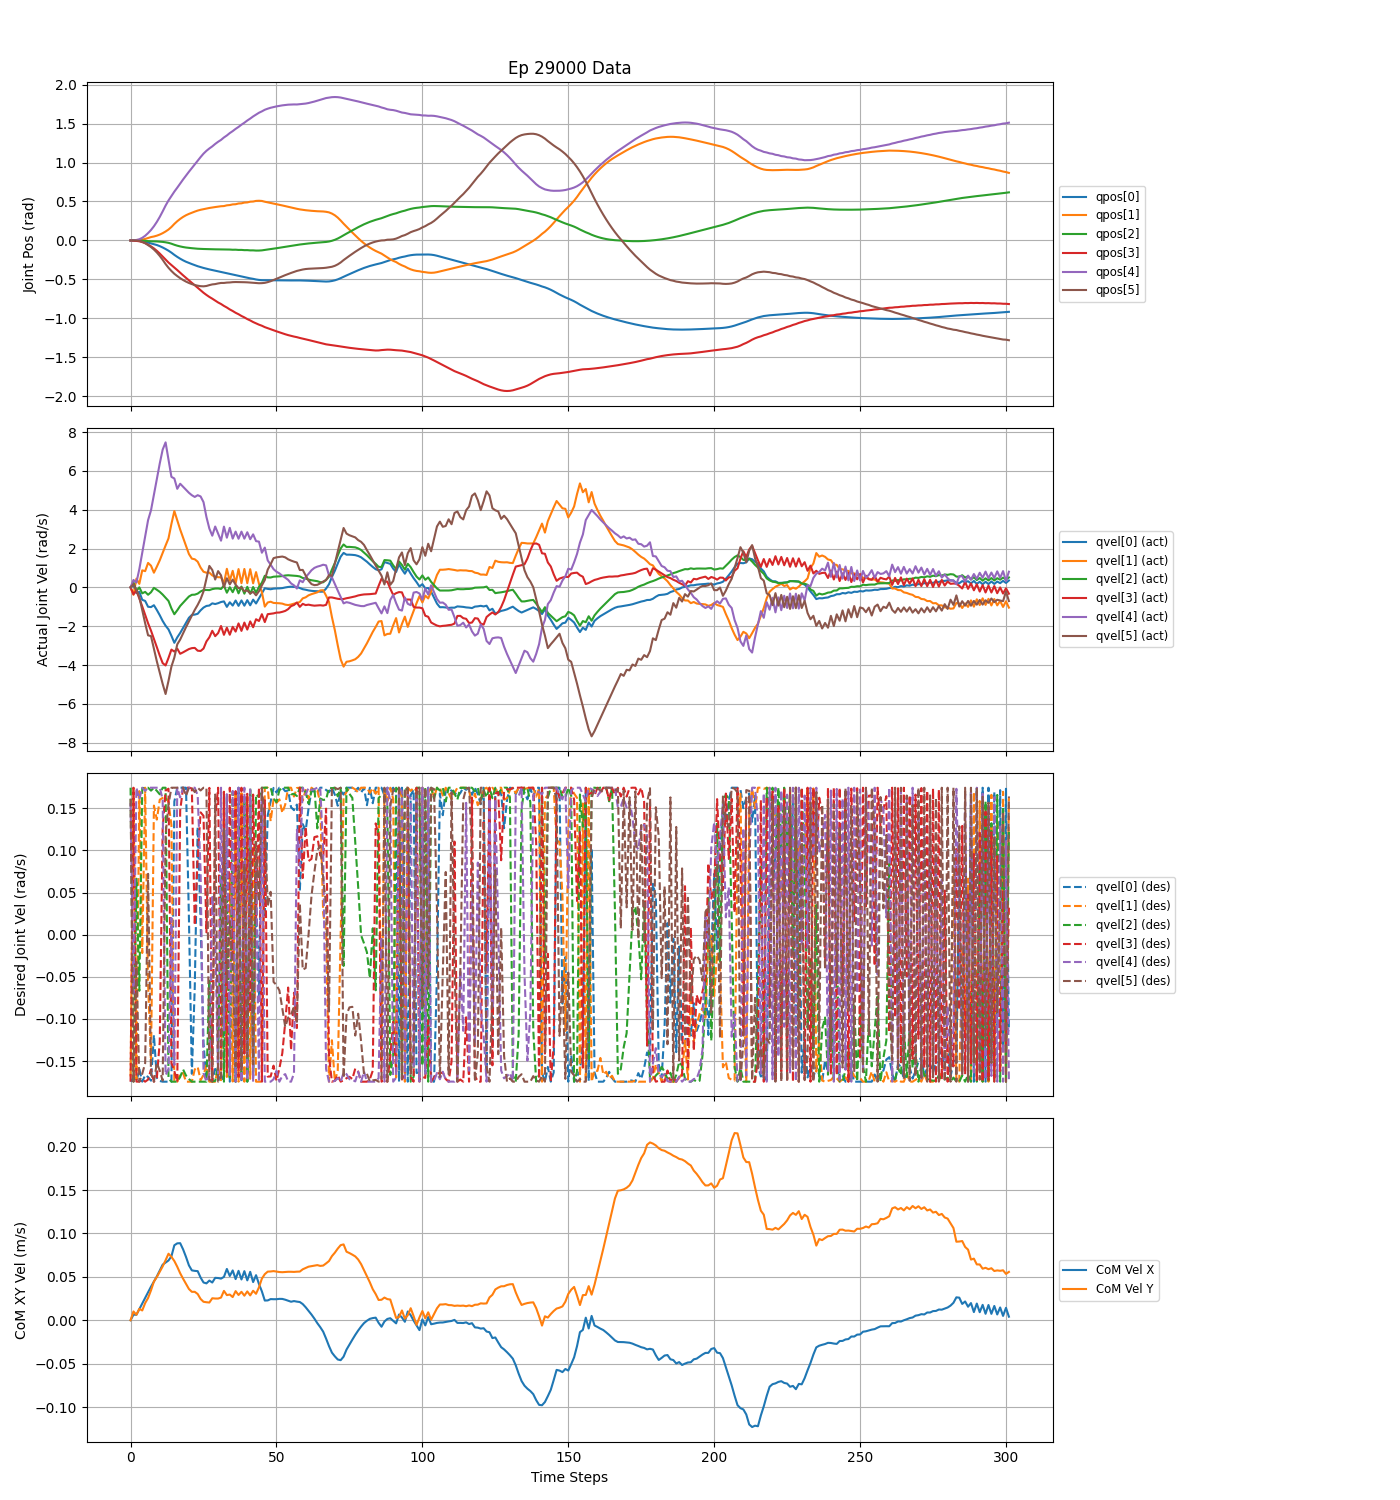 Ep 29000 Data
2.0
1.5
1.0
0.5
0.0
−0.5
−1.0
−1.5
−2.0
Joint Pos (rad)
qpos[0]
qpos[1]
qpos[2]
qpos[3]
qpos[4]
qpos[5]
8
6
4
2
0
−2
−4
−6
−8
Actual Joint Vel (rad/s)
qvel[0] (act)
qvel[1] (act)
qvel[2] (act)
qvel[3] (act)
qvel[4] (act)
qvel[5] (act)
0.15
0.10
0.05
0.00
−0.05
−0.10
−0.15
Desired Joint Vel (rad/s)
qvel[0] (des)
qvel[1] (des)
qvel[2] (des)
qvel[3] (des)
qvel[4] (des)
qvel[5] (des)
0.20
0.15
0.10
0.05
0.00
−0.05
−0.10
CoM XY Vel (m/s)
CoM Vel X
CoM Vel Y
0 50 100 150 200 250 300
Time Steps